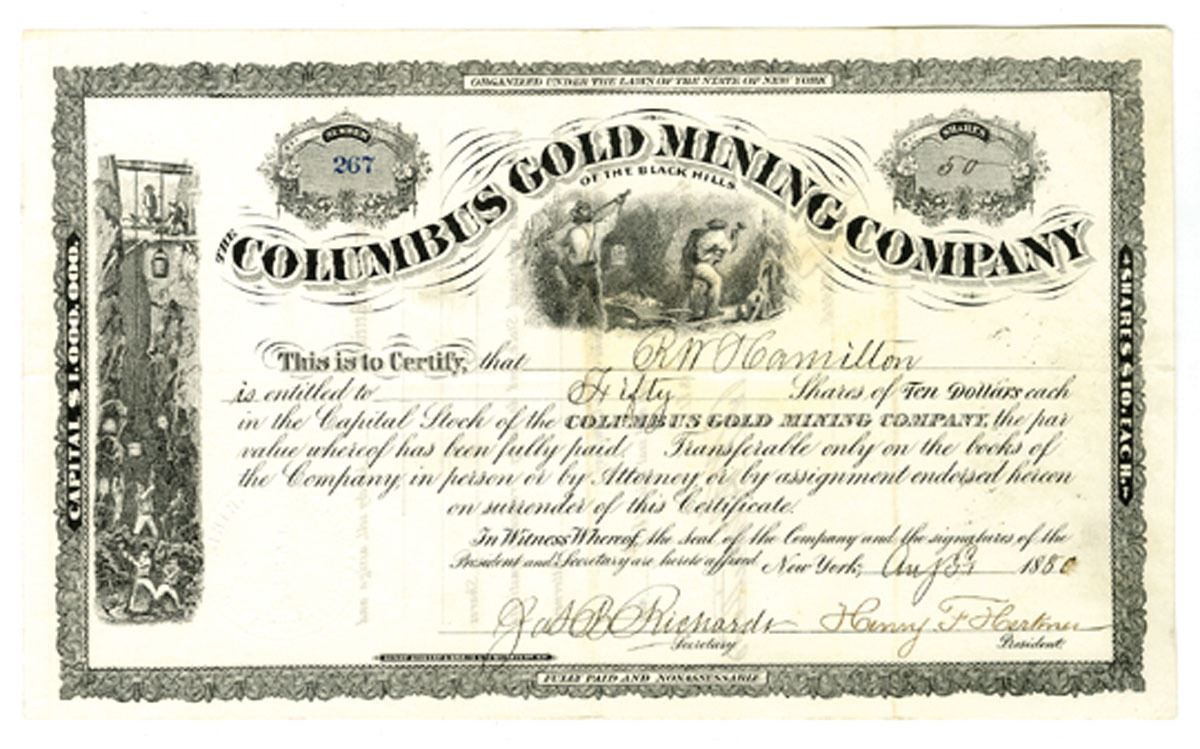 ORGANIZED UNDER THE LAWS OF THE STATE OF NEW YORK
NUMBER
267
SHARES
50
THE COLUMBUS GOLD MINING COMPANY
OF THE BLACK HILLS
CAPITAL $1,000,000.
SHARES $10, EACH.
This is to Certify, that R W Hamilton
is entitled to Fifty Shares of Ten Dollars each
in the Capital Stock of the COLUMBUS GOLD MINING COMPANY, the par
value whereof has been fully paid. Transferable only on the books of
the Company in person or by Attorney or by assignment endorsed hereon
on surrender of this Certificate.
In Witness Whereof, the seal of the Company and the signatures of the
President and Secretary are hereto affixed New York, Aug 1880
Jas B Richards Henry F Herkner
Secretary President
FULLY PAID AND NONASSESSABLE